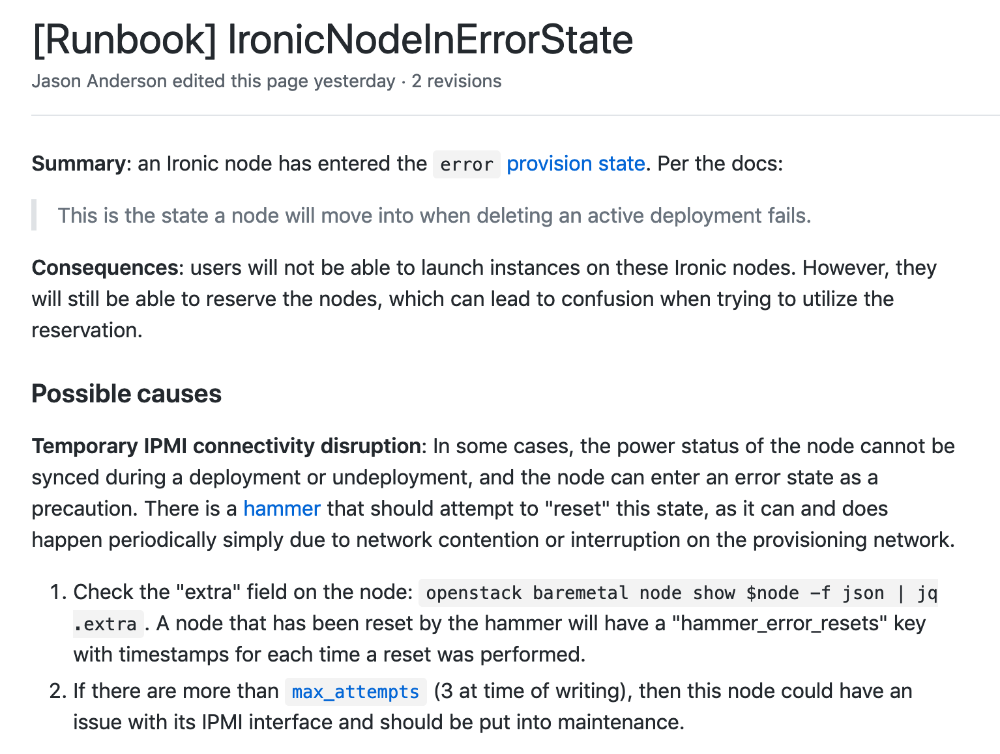 [Runbook] IronicNodeInErrorState
Jason Anderson edited this page yesterday · 2 revisions
Summary: an Ironic node has entered the error provision state. Per the docs:
This is the state a node will move into when deleting an active deployment fails.
Consequences: users will not be able to launch instances on these Ironic nodes. However, they
will still be able to reserve the nodes, which can lead to confusion when trying to utilize the
reservation.
Possible causes
Temporary IPMI connectivity disruption: In some cases, the power status of the node cannot be
synced during a deployment or undeployment, and the node can enter an error state as a
precaution. There is a hammer that should attempt to "reset" this state, as it can and does
happen periodically simply due to network contention or interruption on the provisioning network.
1. Check the "extra" field on the node: openstack baremetal node show $node -f json | jq
.extra. A node that has been reset by the hammer will have a "hammer_error_resets" key
with timestamps for each time a reset was performed.
2. If there are more than max_attempts (3 at time of writing), then this node could have an
issue with its IPMI interface and should be put into maintenance.